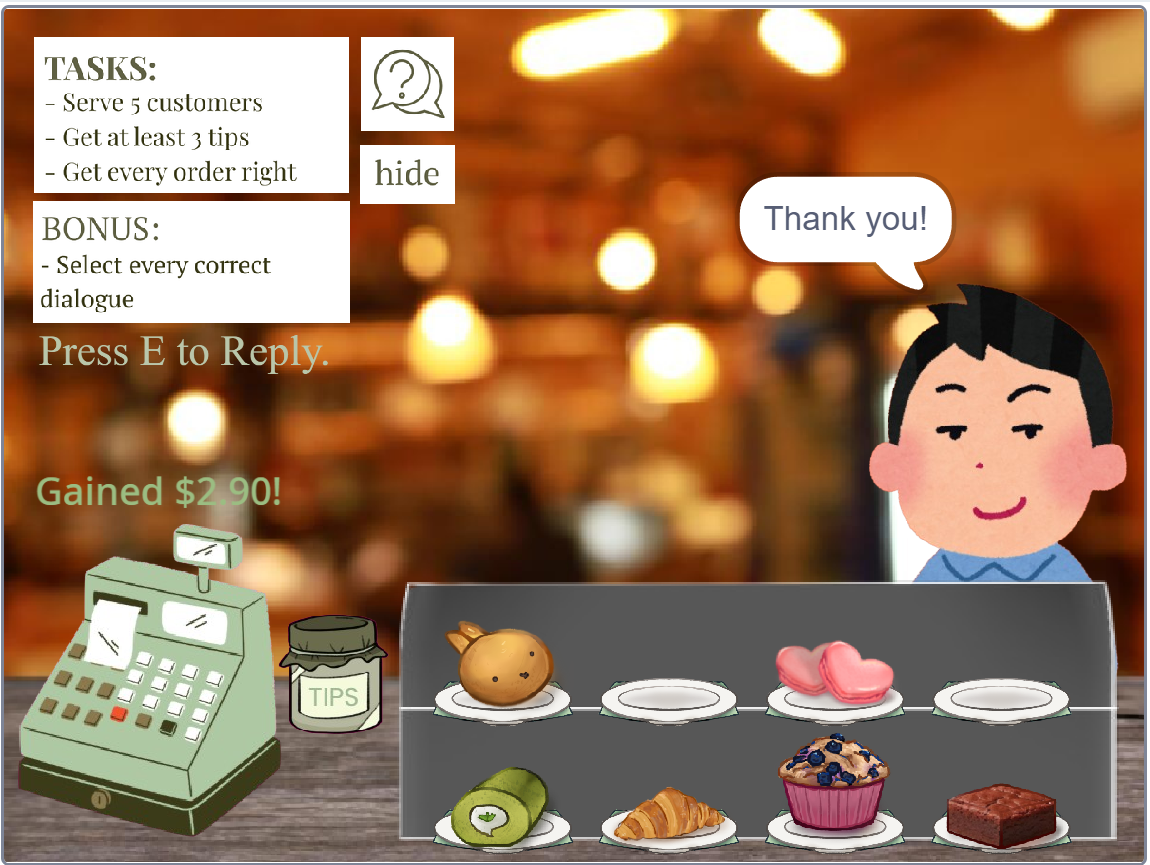 TASKS:
- Serve 5 customers
- Get at least 3 tips
- Get every order right
hide
BONUS:
- Select every correct
dialogue
Thank you!
Press E to Reply.
Gained $2.90!
TIPS